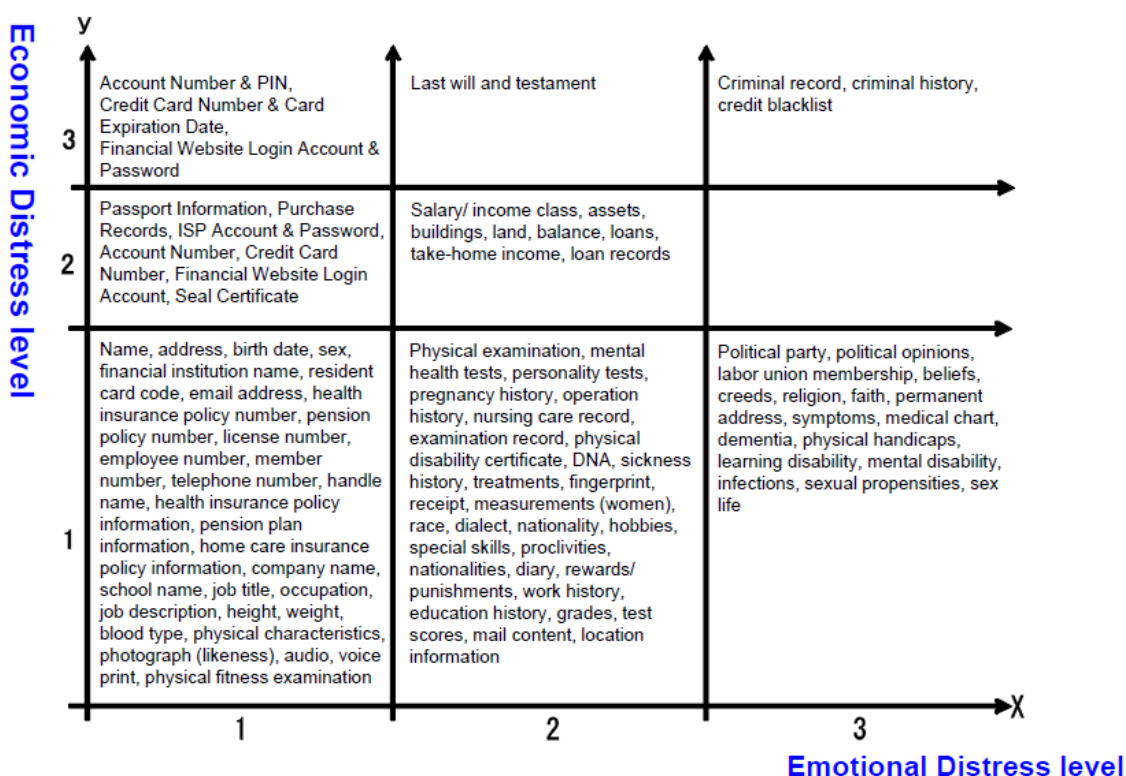 y
Economic Distress level
3
Account Number & PIN,
Credit Card Number & Card
Expiration Date,
Financial Website Login Account &
Password
Last will and testament
Criminal record, criminal history,
credit blacklist
2
Passport Information, Purchase
Records, ISP Account & Password,
Account Number, Credit Card
Number, Financial Website Login
Account, Seal Certificate
Salary/ income class, assets,
buildings, land, balance, loans,
take-home income, loan records
1
Name, address, birth date, sex,
financial institution name, resident
card code, email address, health
insurance policy number, pension
policy number, license number,
employee number, member
number, telephone number, handle
name, health insurance policy
information, pension plan
information, home care insurance
policy information, company name,
school name, job title, occupation,
job description, height, weight,
blood type, physical characteristics,
photograph (likeness), audio, voice
print, physical fitness examination
Physical examination, mental
health tests, personality tests,
pregnancy history, operation
history, nursing care record,
examination record, physical
disability certificate, DNA, sickness
history, treatments, fingerprint,
receipt, measurements (women),
race, dialect, nationality, hobbies,
special skills, proclivities,
nationalities, diary, rewards/
punishments, work history,
education history, grades, test
scores, mail content, location
information
Political party, political opinions,
labor union membership, beliefs,
creeds, religion, faith, permanent
address, symptoms, medical chart,
dementia, physical handicaps,
learning disability, mental disability,
infections, sexual propensities, sex
life
X
1
2
3
Emotional Distress level